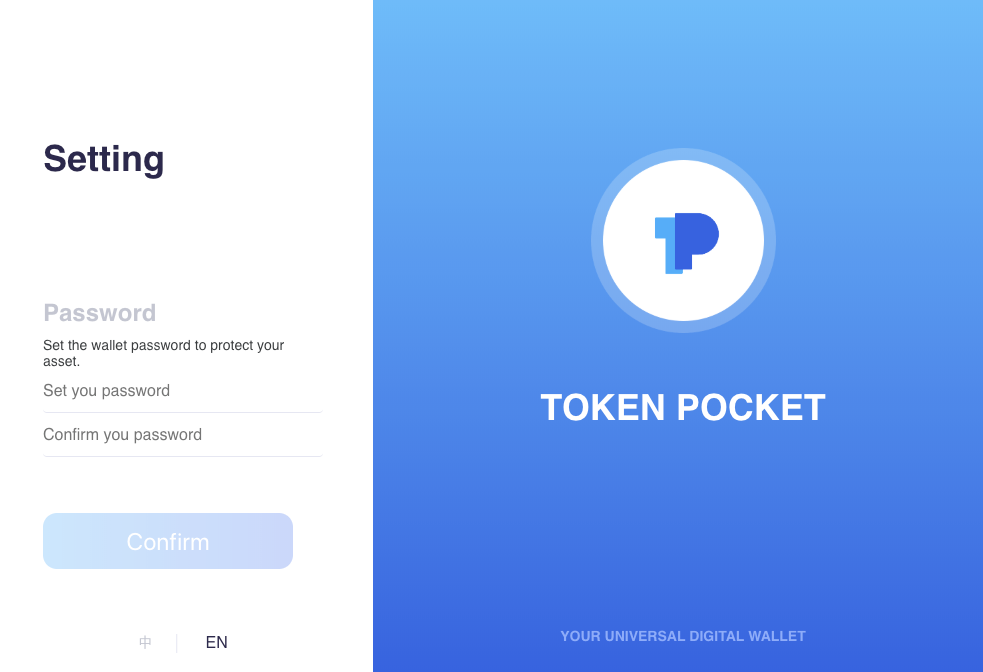 Setting
Password
Set the wallet password to protect your
asset.
Set you password
Confirm you password
Confirm
中 EN
TP
TOKEN POCKET
YOUR UNIVERSAL DIGITAL WALLET